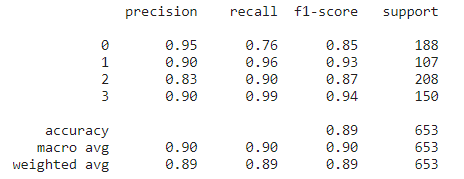 precision recall f1-score support
0 0.95 0.76 0.85 188
1 0.90 0.96 0.93 107
2 0.83 0.90 0.87 208
3 0.90 0.99 0.94 150
accuracy 0.89 653
macro avg 0.90 0.90 0.90 653
weighted avg 0.89 0.89 0.89 653